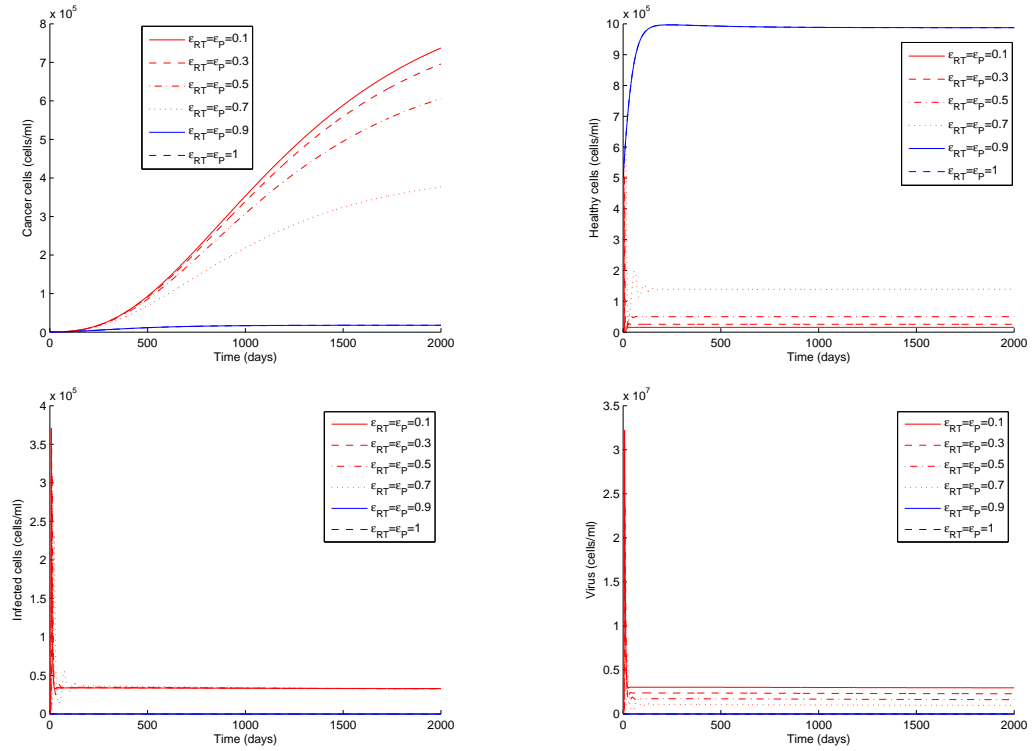 x 10^5
8
7
6
5
4
3
2
1
0
Cancer cells (cells/ml)
0
500
1000
1500
2000
Time (days)
ε_RT=ε_P=0.1
ε_RT=ε_P=0.3
ε_RT=ε_P=0.5
ε_RT=ε_P=0.7
ε_RT=ε_P=0.9
ε_RT=ε_P=1
x 10^5
10
9
8
7
6
5
4
3
2
1
0
Healthy cells (cells/ml)
0
500
1000
1500
2000
Time (days)
ε_RT=ε_P=0.1
ε_RT=ε_P=0.3
ε_RT=ε_P=0.5
ε_RT=ε_P=0.7
ε_RT=ε_P=0.9
ε_RT=ε_P=1
x 10^5
4
3.5
3
2.5
2
1.5
1
0.5
0
Infected cells (cells/ml)
0
500
1000
1500
2000
Time (days)
ε_RT=ε_P=0.1
ε_RT=ε_P=0.3
ε_RT=ε_P=0.5
ε_RT=ε_P=0.7
ε_RT=ε_P=0.9
ε_RT=ε_P=1
x 10^7
3.5
3
2.5
2
1.5
1
0.5
0
Virus (cells/ml)
0
500
1000
1500
2000
Time (days)
ε_RT=ε_P=0.1
ε_RT=ε_P=0.3
ε_RT=ε_P=0.5
ε_RT=ε_P=0.7
ε_RT=ε_P=0.9
ε_RT=ε_P=1